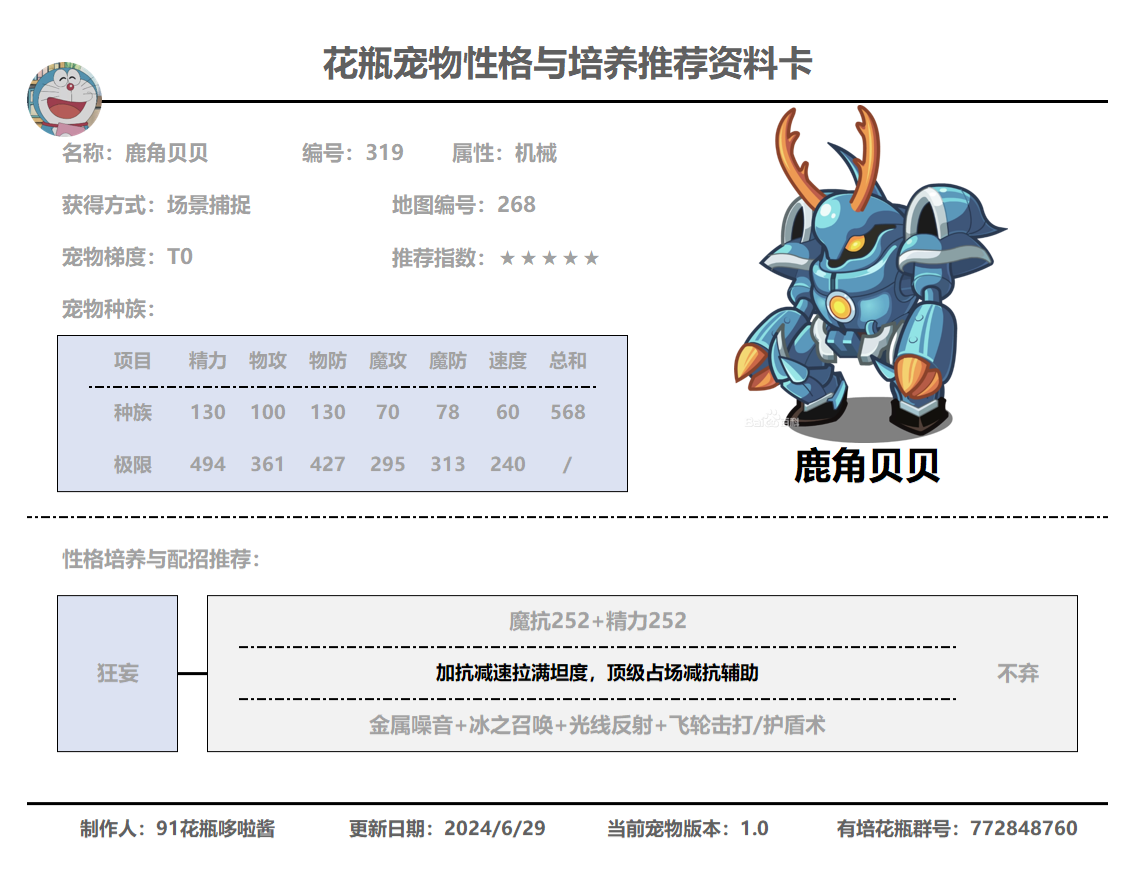 花瓶宠物性格与培养推荐资料卡
名称：鹿角贝贝 编号：319 属性：机械
获得方式：场景捕捉 地图编号：268
宠物梯度：T0 推荐指数：★★★★★
宠物种族：
项目 精力 物攻 物防 魔攻 魔防 速度 总和
种族 130 100 130 70 78 60 568
极限 494 361 427 295 313 240 /
鹿角贝贝
性格培养与配招推荐：
狂妄
魔抗252+精力252
加抗减速拉满坦度，顶级占场减抗辅助
金属噪音+冰之召唤+光线反射+飞轮击打/护盾术
不弃
制作人：91花瓶哆啦酱 更新日期：2024/6/29 当前宠物版本：1.0 有培花瓶群号：772848760